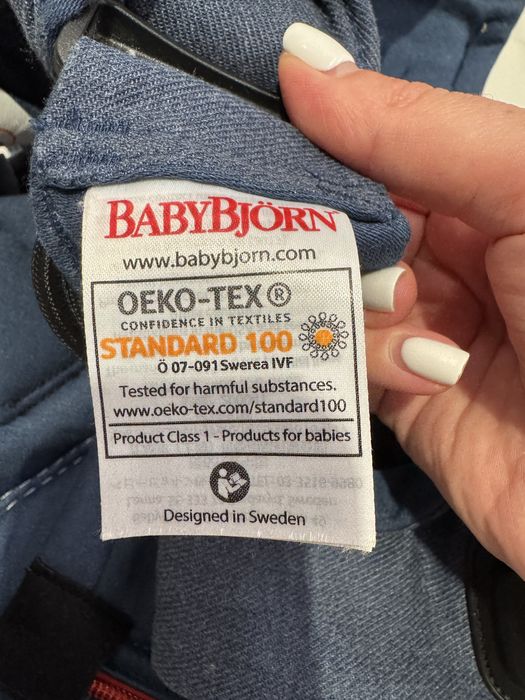 BABYBJÖRN
www.babybjorn.com
OEKO-TEX®
CONFIDENCE IN TEXTILES
STANDARD 100
Ö 07-091 Swerea IVF
Tested for harmful substances.
www.oeko-tex.com/standard100
Product Class 1 - Products for babies
Designed in Sweden